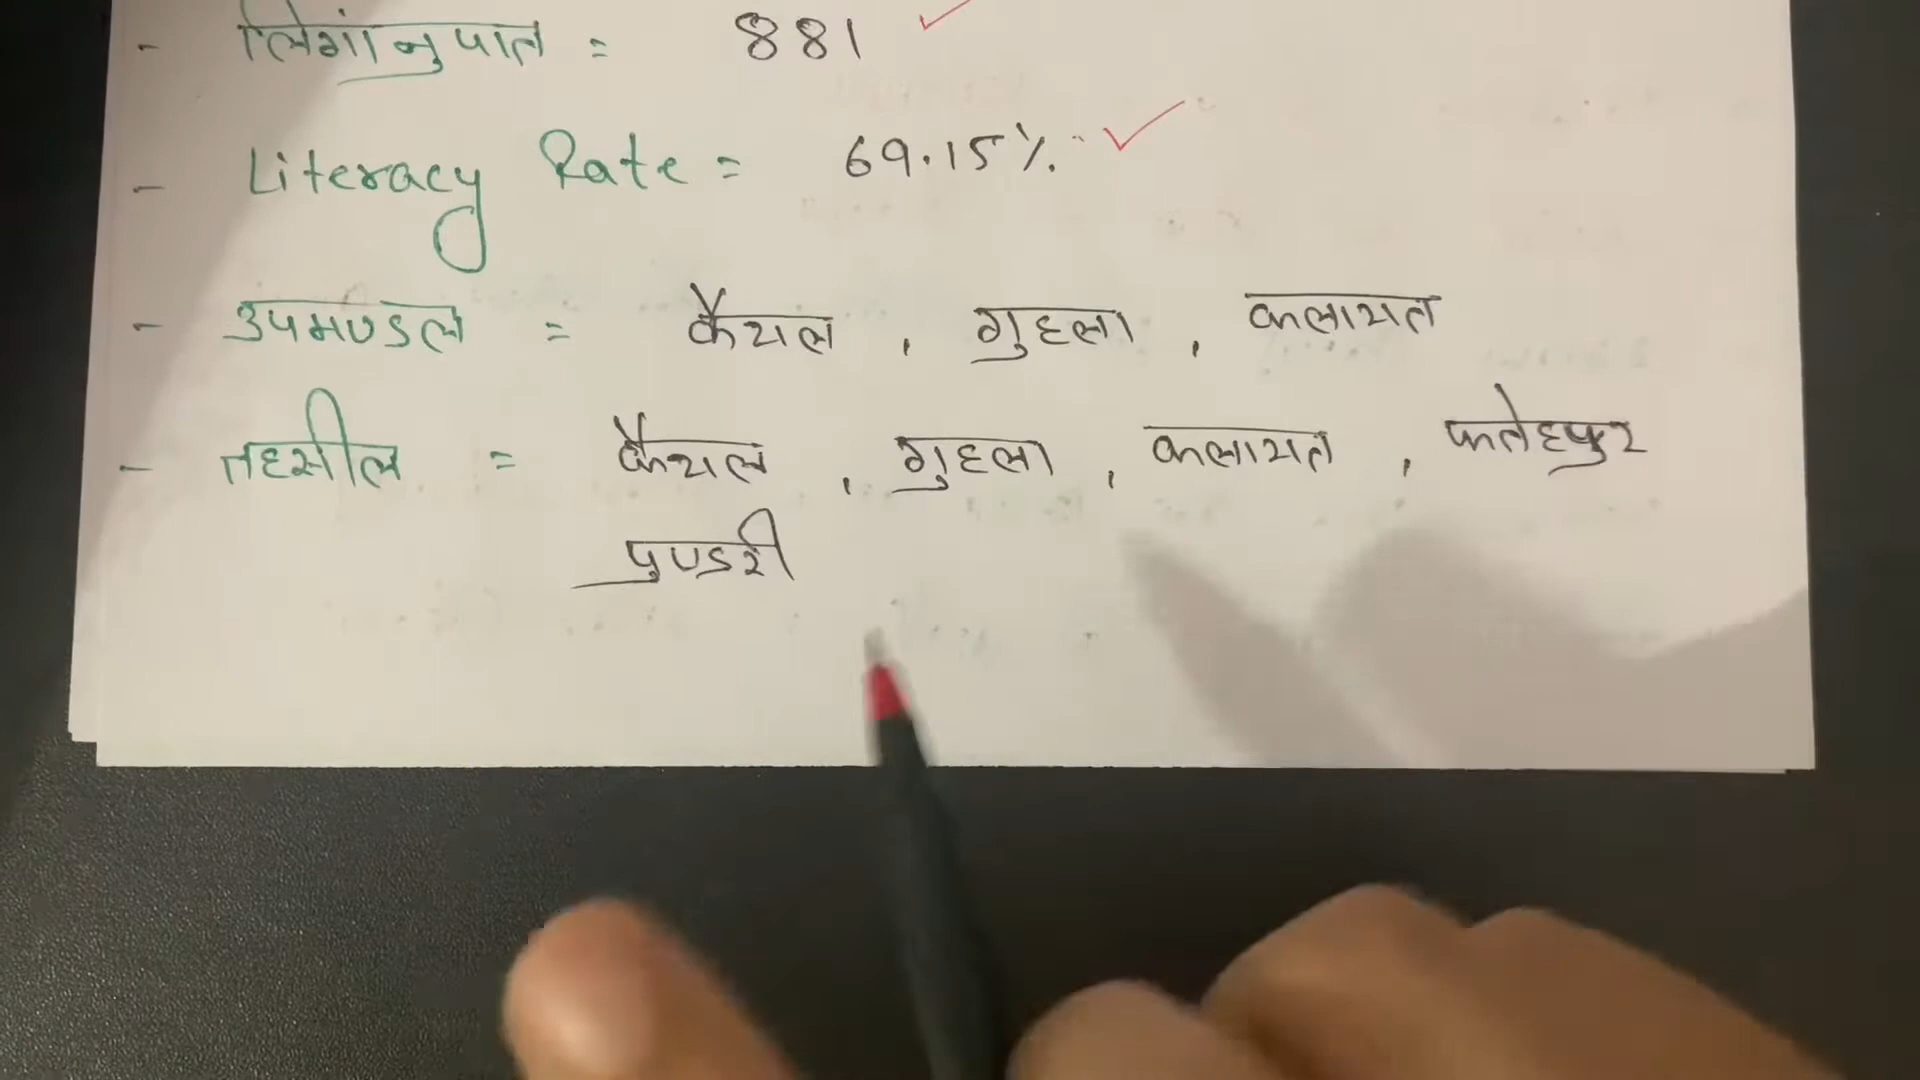 - लिंगानुपात = 881
- Literacy Rate = 69.15%
- उपमण्डल = कैथल , गुहला , कलायत
- तहसील = कैथल , गुहला , कलायत , फतेहपुर
पुण्डरी